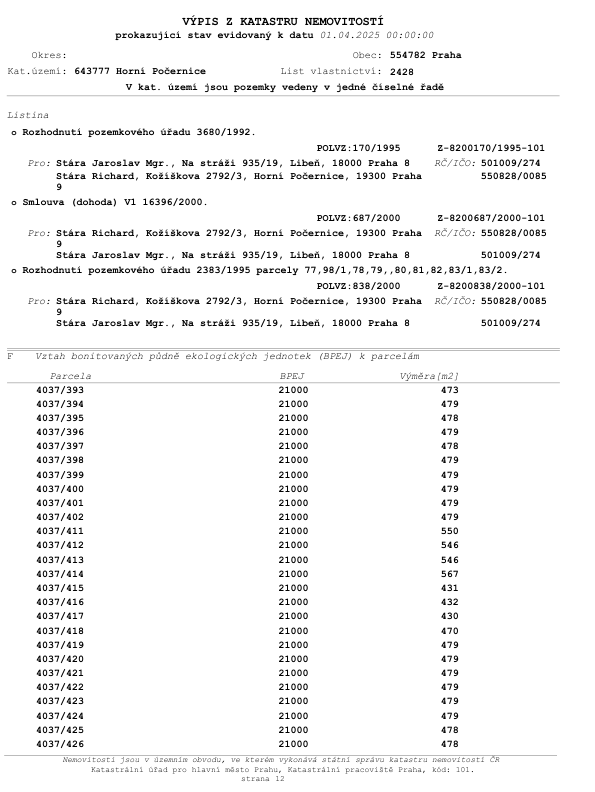 VÝPIS Z KATASTRU NEMOVITOSTÍ
prokazující stav evidovaný k datu 01.04.2025 00:00:00
Okres: Obec: 554782 Praha
Kat.území: 643777 Horní Počernice List vlastnictví: 2428
V kat. území jsou pozemky vedeny v jedné číselné řadě
Listina
o Rozhodnutí pozemkového úřadu 3680/1992.
POLVZ:170/1995 Z-8200170/1995-101
Pro: Stára Jaroslav Mgr., Na stráži 935/19, Libeň, 18000 Praha 8 RČ/IČO: 501009/274
Stára Richard, Kožíškova 2792/3, Horní Počernice, 19300 Praha 550828/0085
9
o Smlouva (dohoda) V1 16396/2000.
POLVZ:687/2000 Z-8200687/2000-101
Pro: Stára Richard, Kožíškova 2792/3, Horní Počernice, 19300 Praha RČ/IČO: 550828/0085
9
Stára Jaroslav Mgr., Na stráži 935/19, Libeň, 18000 Praha 8 501009/274
o Rozhodnutí pozemkového úřadu 2383/1995 parcely 77,98/1,78,79,,80,81,82,83/1,83/2.
POLVZ:838/2000 Z-8200838/2000-101
Pro: Stára Richard, Kožíškova 2792/3, Horní Počernice, 19300 Praha RČ/IČO: 550828/0085
9
Stára Jaroslav Mgr., Na stráži 935/19, Libeň, 18000 Praha 8 501009/274
F Vztah bonitovaných půdně ekologických jednotek (BPEJ) k parcelám
Parcela BPEJ Výměra[m2]
4037/393 21000 473
4037/394 21000 479
4037/395 21000 478
4037/396 21000 479
4037/397 21000 478
4037/398 21000 479
4037/399 21000 479
4037/400 21000 479
4037/401 21000 479
4037/402 21000 479
4037/411 21000 550
4037/412 21000 546
4037/413 21000 546
4037/414 21000 567
4037/415 21000 431
4037/416 21000 432
4037/417 21000 430
4037/418 21000 470
4037/419 21000 479
4037/420 21000 479
4037/421 21000 479
4037/422 21000 479
4037/423 21000 479
4037/424 21000 479
4037/425 21000 478
4037/426 21000 478
Nemovitosti jsou v územním obvodu, ve kterém vykonává státní správu katastru nemovitostí ČR
Katastrální úřad pro hlavní město Prahu, Katastrální pracoviště Praha, kód: 101.
strana 12